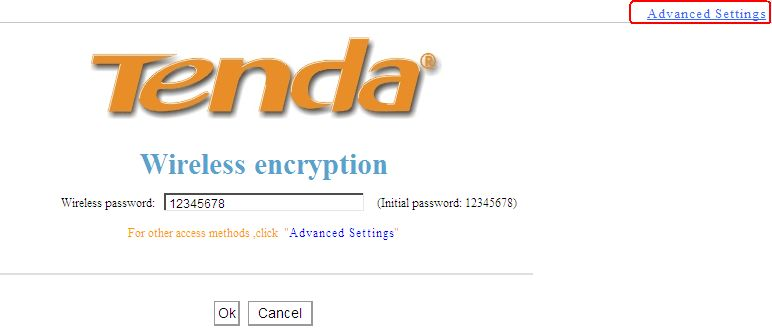 Advanced Settings
Tenda®
Wireless encryption
Wireless password: 12345678 (Initial password: 12345678)
For other access methods ,click "Advanced Settings"
Ok Cancel